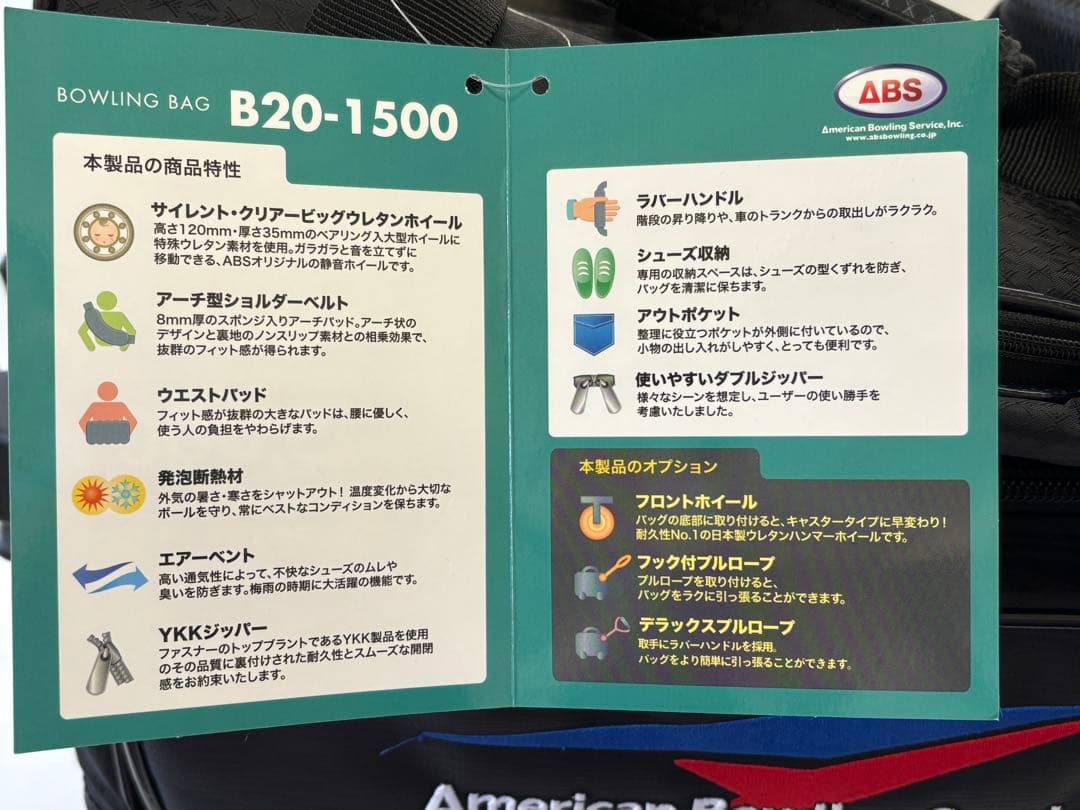 BOWLING BAG B20-1500
本製品の商品特性
サイレント・クリアービッグウレタンホイール
高さ120mm・厚さ35mmのベアリング入大型ホイールに
特殊ウレタン素材を使用。ガラガラと音を立てずに
移動できる、ABSオリジナルの静音ホイールです。
アーチ型ショルダーベルト
8mm厚のスポンジ入りアーチパッド。アーチ状の
デザインと裏地のノンスリップ素材との相乗効果で、
抜群のフィット感が得られます。
ウエストパッド
フィット感が抜群の大きなパッドは、腰に優しく、
使う人の負担をやわらげます。
発泡断熱材
外気の暑さ・寒さをシャットアウト！温度変化から大切な
ボールを守り、常にベストなコンディションを保ちます。
エアーベント
高い通気性によって、不快なシューズのムレや
臭いを防ぎます。梅雨の時期に大活躍の機能です。
YKKジッパー
ファスナーのトップブラントであるYKK製品を使用
のその品質に裏付けされた耐久性とスムーズな開閉
感をお約束いたします。
ABS
American Bowling Service, Inc.
www.absbowling.co.jp
ラバーハンドル
階段の昇り降りや、車のトランクからの取出しがラクラク。
シューズ収納
専用の収納スペースは、シューズの型くずれを防ぎ、
バッグを清潔に保ちます。
アウトポケット
整理に役立つポケットが外側に付いているので、
小物の出し入れがしやすく、とっても便利です。
使いやすいダブルジッパー
様々なシーンを想定し、ユーザーの使い勝手を
考慮いたしました。
本製品のオプション
フロントホイール
バッグの底部に取り付けると、キャスタータイプに早変わり！
耐久性No.1の日本製ウレタンハンマーホイールです。
フック付プルロープ
プルロープを取り付けると、
バッグをラクに引っ張ることができます。
デラックスプルロープ
取手にラバーハンドルを採用。
バッグをより簡単に引っ張ることができます。
American